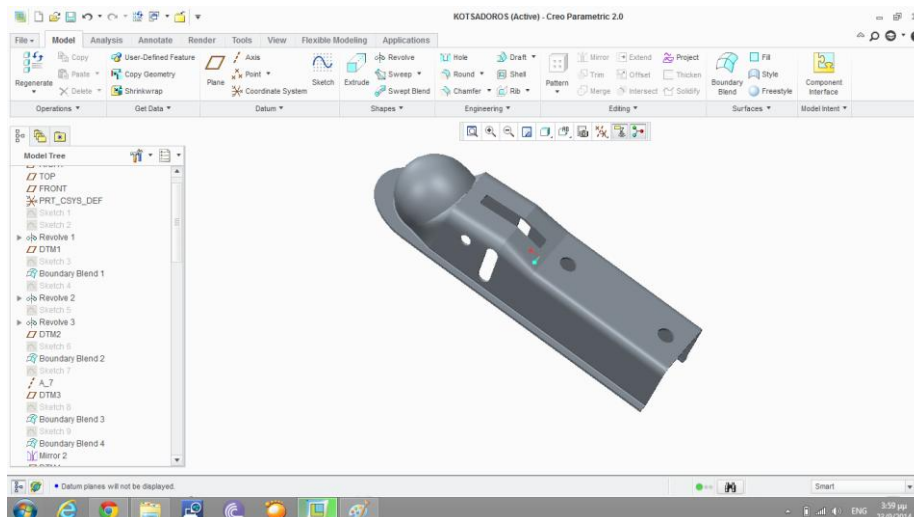 KOTSADOROS (Active) - Creo Parametric 2.0
File Model Analysis Annotate Render Tools View Flexible Modeling Applications
Regenerate
Copy
Paste
Delete
Operations
User-Defined Feature
Copy Geometry
Shrinkwrap
Get Data
Plane
Axis
Point
Coordinate System
Sketch
Datum
Extrude
Revolve
Sweep
Swept Blend
Shapes
Hole
Round
Chamfer
Draft
Shell
Rib
Engineering
Pattern
Mirror
Trim
Merge
Extend
Offset
Intersect
Project
Thicken
Solidify
Editing
Boundary Blend
Fill
Style
Freestyle
Surfaces
Component Interface
Model Intent
Model Tree
TOP
FRONT
PRT_CSYS_DEF
Sketch 1
Sketch 2
Revolve 1
DTM1
Sketch 3
Boundary Blend 1
Sketch 4
Revolve 2
Sketch 5
Revolve 3
DTM2
Sketch 6
Boundary Blend 2
Sketch 7
A_7
DTM3
Sketch 8
Boundary Blend 3
Sketch 9
Boundary Blend 4
Mirror 2
Datum planes will not be displayed.
Smart
ENG
3:59 μμ